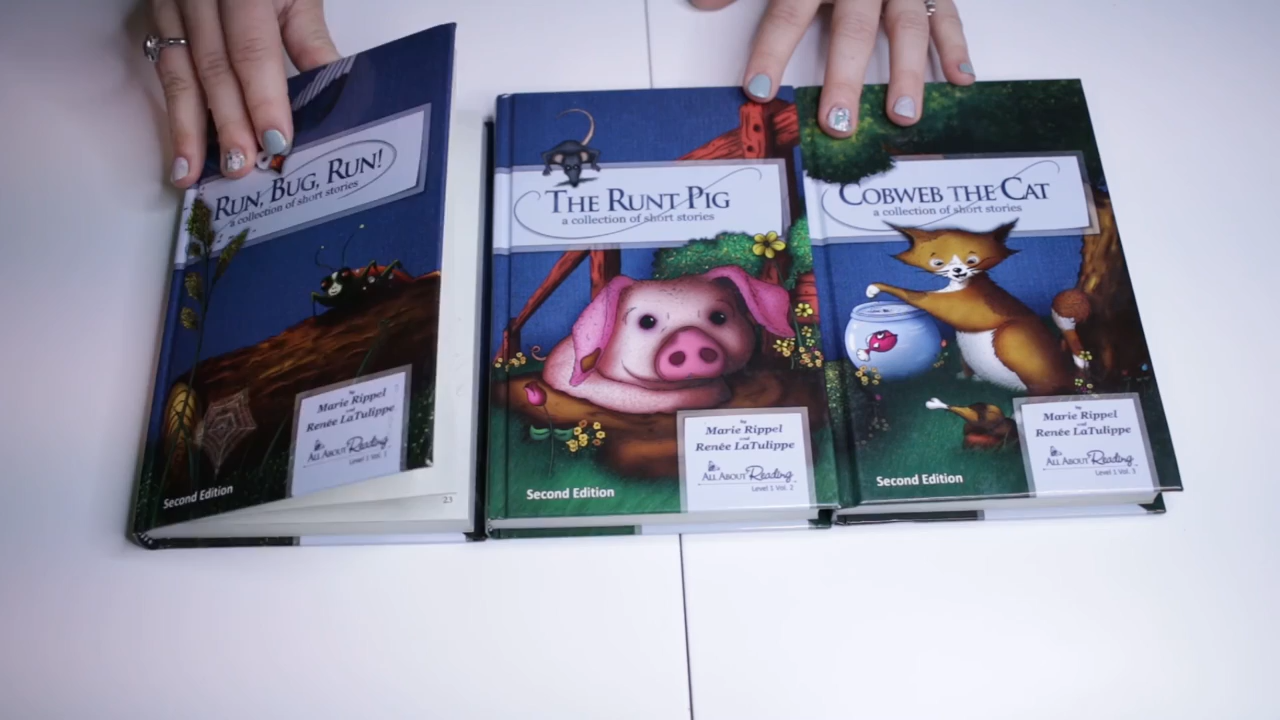 RUN, BUG, RUN!
a collection of short stories
by
Marie Rippel
and
Renée LaTulippe
ALL ABOUT Reading
Level 1 Vol. 1
Second Edition
23
THE RUNT PIG
a collection of short stories
by
Marie Rippel
and
Renée LaTulippe
ALL ABOUT Reading
Level 1 Vol. 2
Second Edition
COBWEB THE CAT
a collection of short stories
by
Marie Rippel
and
Renée LaTulippe
ALL ABOUT Reading
Level 1 Vol. 3
Second Edition